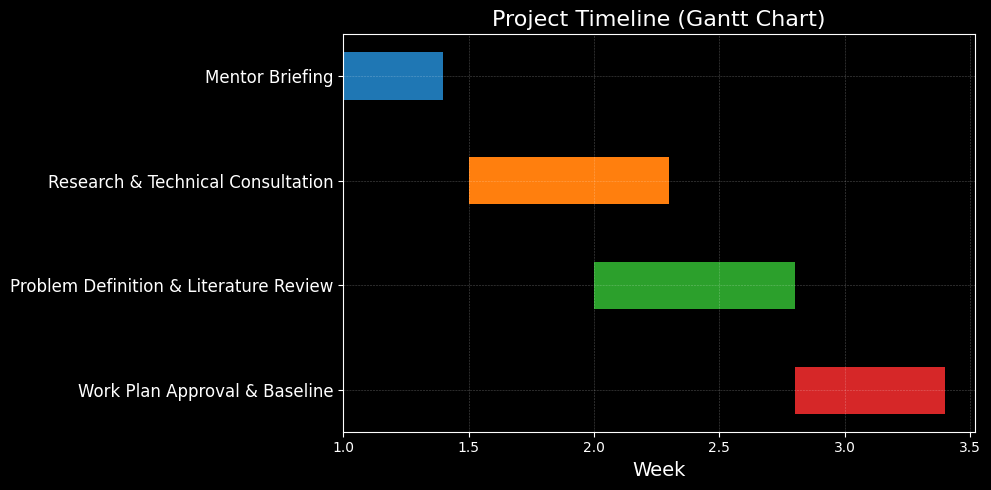 Project Timeline (Gantt Chart)
Mentor Briefing
Research & Technical Consultation
Problem Definition & Literature Review
Work Plan Approval & Baseline
1.0 1.5 2.0 2.5 3.0 3.5
Week